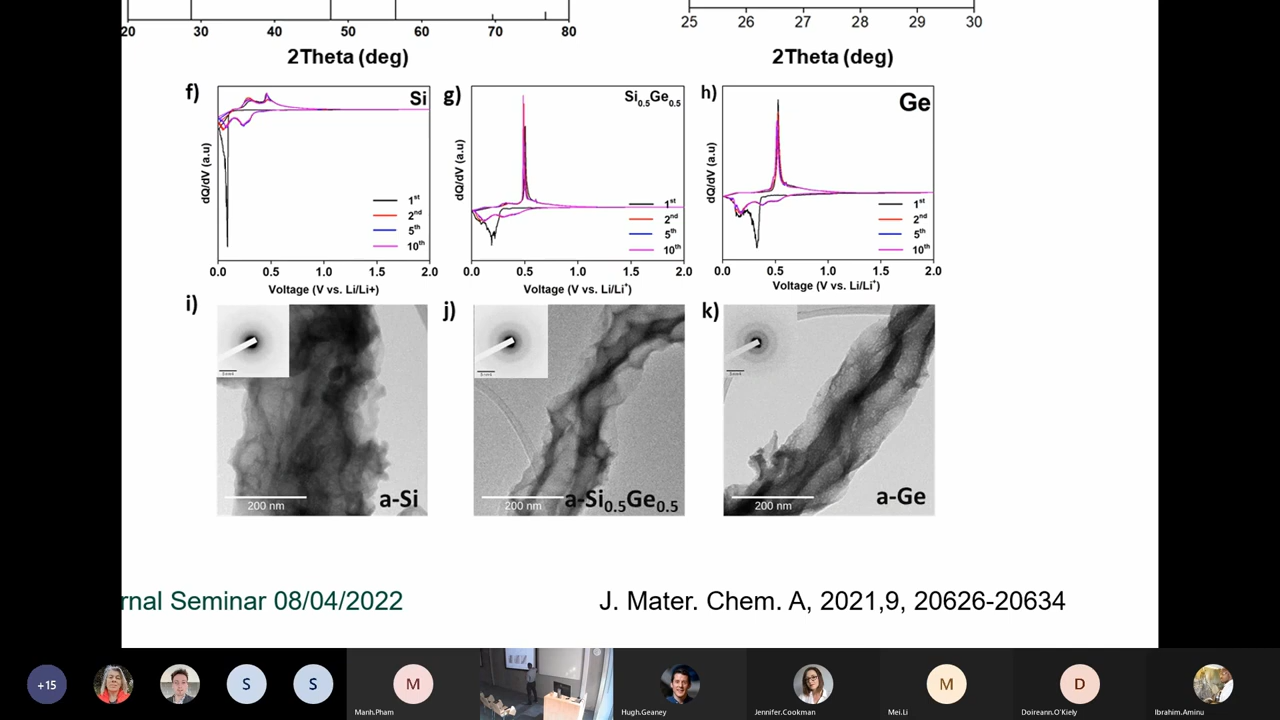 20 30 40 50 60 70 80
25 26 27 28 29 30
2Theta (deg)
2Theta (deg)
f)
Si
dQ/dV (a.u)
1st
2nd
5th
10th
0.0 0.5 1.0 1.5 2.0
Voltage (V vs. Li/Li+)
g)
Si0.5Ge0.5
dQ/dV (a.u)
1st
2nd
5th
10th
0.0 0.5 1.0 1.5 2.0
Voltage (V vs. Li/Li+)
h)
Ge
dQ/dV (a.u)
1st
2nd
5th
10th
0.0 0.5 1.0 1.5 2.0
Voltage (V vs. Li/Li+)
i)
200 nm
a-Si
j)
200 nm
a-Si0.5Ge0.5
k)
200 nm
a-Ge
rnal Seminar 08/04/2022
J. Mater. Chem. A, 2021,9, 20626-20634
+15
S
S
M
Manh.Pham
Hugh.Geaney
Jennifer.Cookman
M
Mei.Li
D
Doireann.O'Kiely
Ibrahim.Aminu